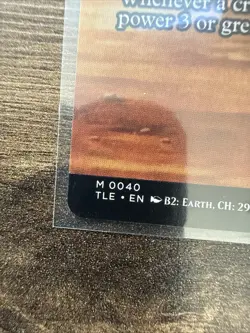 whenever a cr
power 3 or gre
M 0040
TLE • EN B2: EARTH, CH: 29